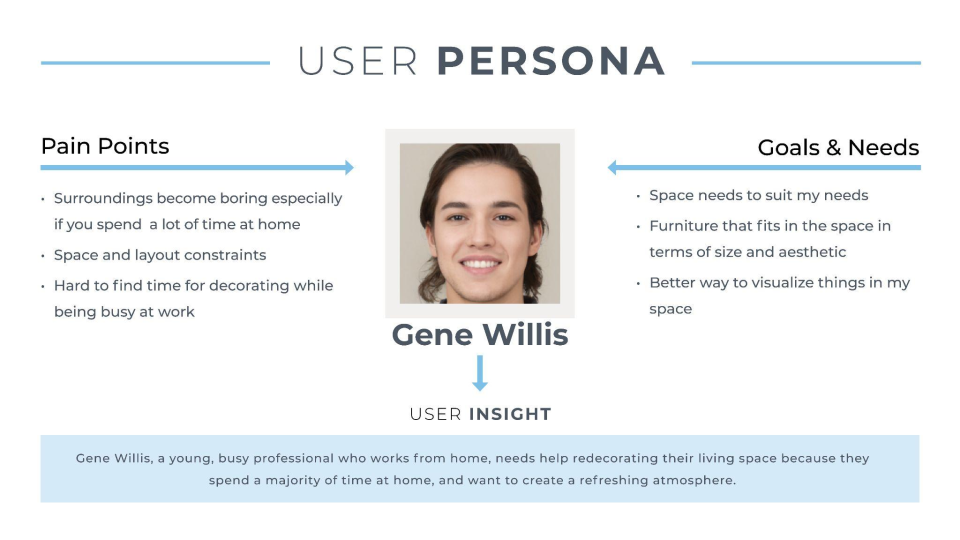 USER PERSONA
Pain Points
• Surroundings become boring especially
if you spend  a lot of time at home
• Space and layout constraints
• Hard to find time for decorating while
being busy at work
Goals & Needs
• Space needs to suit my needs
• Furniture that fits in the space in
terms of size and aesthetic
• Better way to visualize things in my
space
Gene Willis
USER INSIGHT
Gene Willis, a young, busy professional who works from home, needs help redecorating their living space because they
spend a majority of time at home, and want to create a refreshing atmosphere.